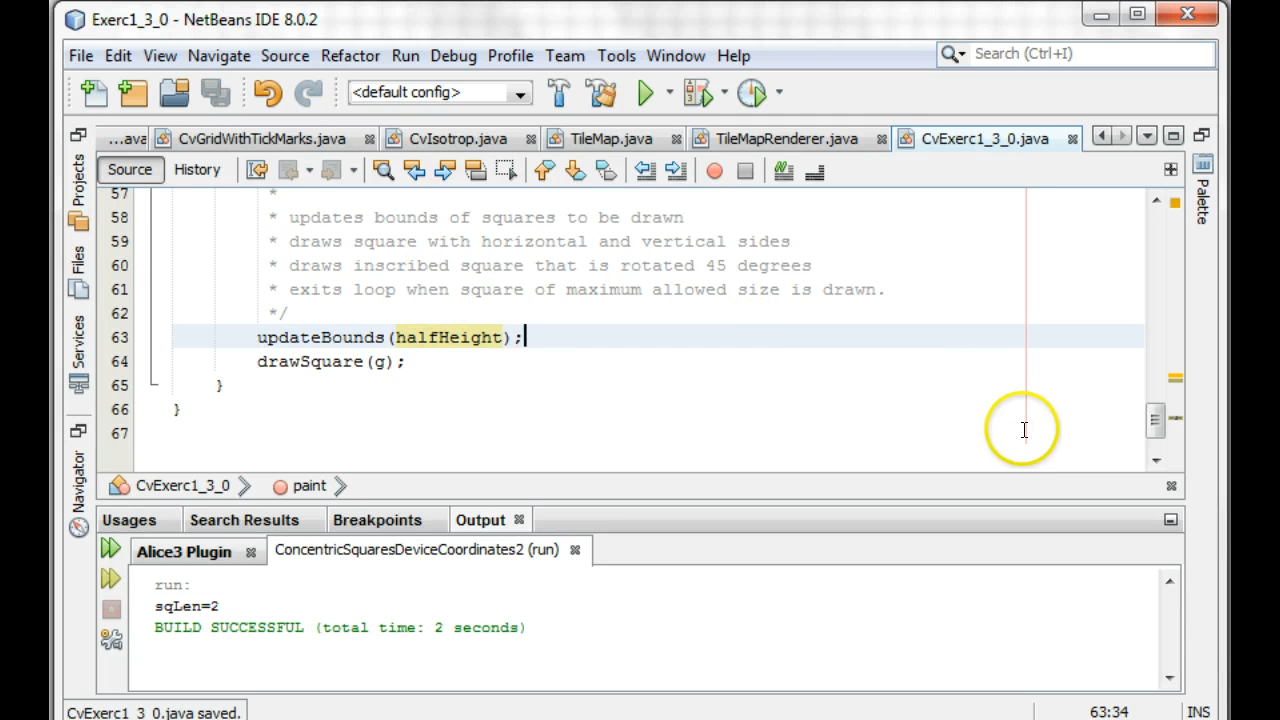 Exerc1_3_0 - NetBeans IDE 8.0.2
File Edit View Navigate Source Refactor Run Debug Profile Team Tools Window Help
Search (Ctrl+I)
<default config>
...ava CvGridWithTickMarks.java CvIsotrop.java TileMap.java TileMapRenderer.java CvExerc1_3_0.java
Source History
Projects
Files
Services
Navigator
Palette
57 *
58 * updates bounds of squares to be drawn
59 * draws square with horizontal and vertical sides
60 * draws inscribed square that is rotated 45 degrees
61 * exits loop when square of maximum allowed size is drawn.
62 */
63 updateBounds(halfHeight);
64 drawSquare(g);
65 }
66 }
67
CvExerc1_3_0 paint
Usages Search Results Breakpoints Output
Alice3 Plugin ConcentricSquaresDeviceCoordinates2 (run)
run:
sqLen=2
BUILD SUCCESSFUL (total time: 2 seconds)
CvExerc1_3_0.java saved. 63:34 INS